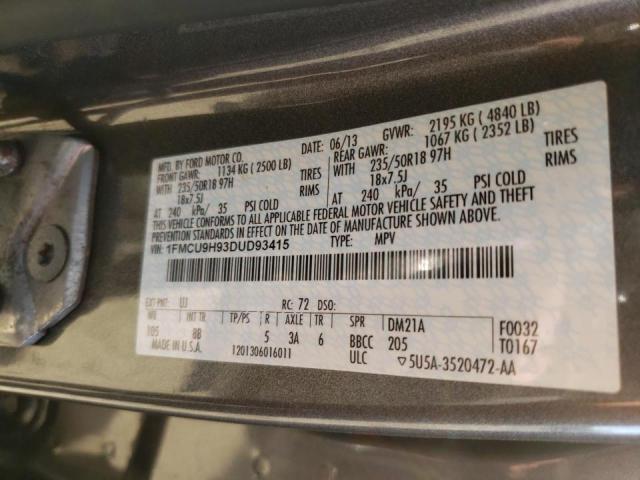 MFD. BY FORD MOTOR CO.
DATE: 06/13 GVWR: 2195 KG ( 4840 LB)
FRONT GAWR: 1134 KG ( 2500 LB) REAR GAWR: 1067 KG ( 2352 LB)
WITH 235/50R18 97H TIRES WITH 235/50R18 97H TIRES
18x7.5J RIMS 18x7.5J RIMS
AT 240 kPa/ 35 PSI COLD AT 240 kPa/ 35 PSI COLD
THIS VEHICLE CONFORMS TO ALL APPLICABLE FEDERAL MOTOR VEHICLE SAFETY AND THEFT
PREVENTION STANDARDS IN EFFECT ON THE DATE OF MANUFACTURE SHOWN ABOVE.
VIN: 1FMCU9H93DUD93415 TYPE: MPV
EXT PNT: UJ RC: 72 DSO:
WB INT TR TP/PS R AXLE TR SPR DM21A F0032
105 8B 5 3A 6 BBCC 205 T0167
MADE IN U.S.A. 1201306016011 ULC 5U5A-3520472-AA